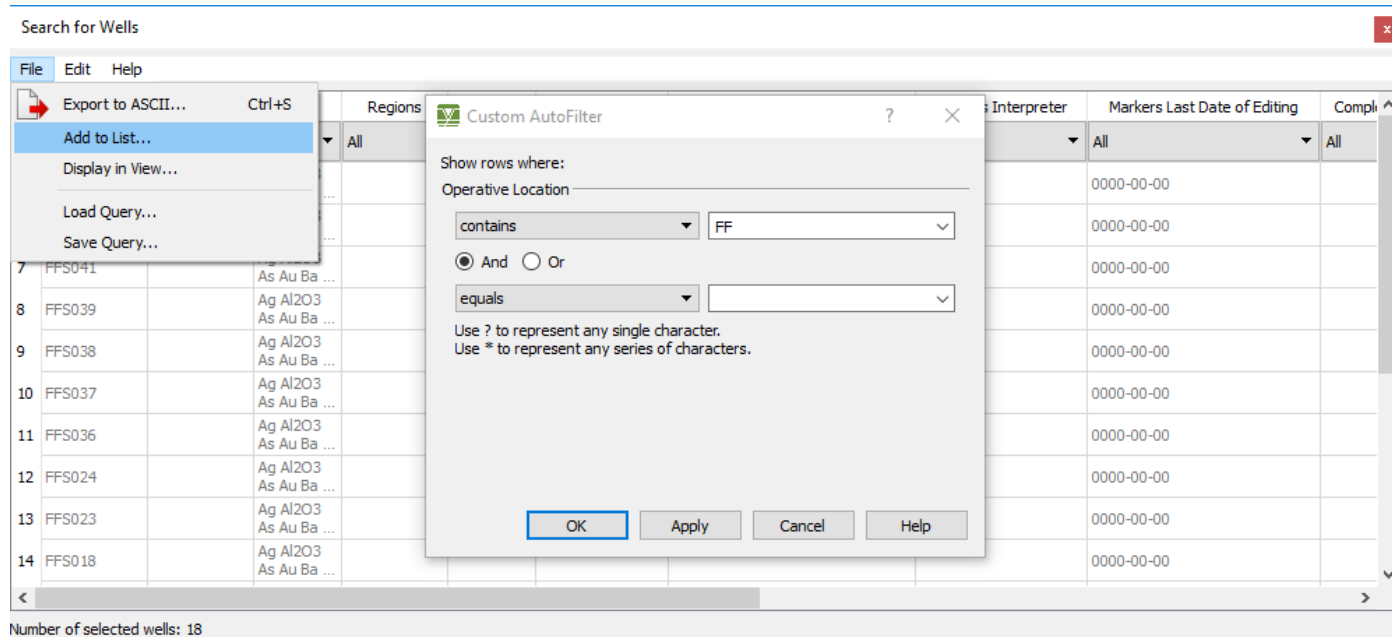 Search for Wells
File Edit Help
Export to ASCII... Ctrl+S
Add to List...
Display in View...
Load Query...
Save Query...
Regions Interpreter Markers Last Date of Editing
All All All
Custom AutoFilter ?
Show rows where:
Operative Location
contains FF
And Or
equals
Use ? to represent any single character.
Use * to represent any series of characters.
OK Apply Cancel Help
0000-00-00
0000-00-00
7 FFS041 As Au Ba ... 0000-00-00
8 FFS039 Ag Al2O3
As Au Ba ... 0000-00-00
9 FFS038 Ag Al2O3
As Au Ba ... 0000-00-00
10 FFS037 Ag Al2O3
As Au Ba ... 0000-00-00
11 FFS036 Ag Al2O3
As Au Ba ... 0000-00-00
12 FFS024 Ag Al2O3
As Au Ba ... 0000-00-00
13 FFS023 Ag Al2O3
As Au Ba ... 0000-00-00
14 FFS018 Ag Al2O3
As Au Ba ... 0000-00-00
Number of selected wells: 18